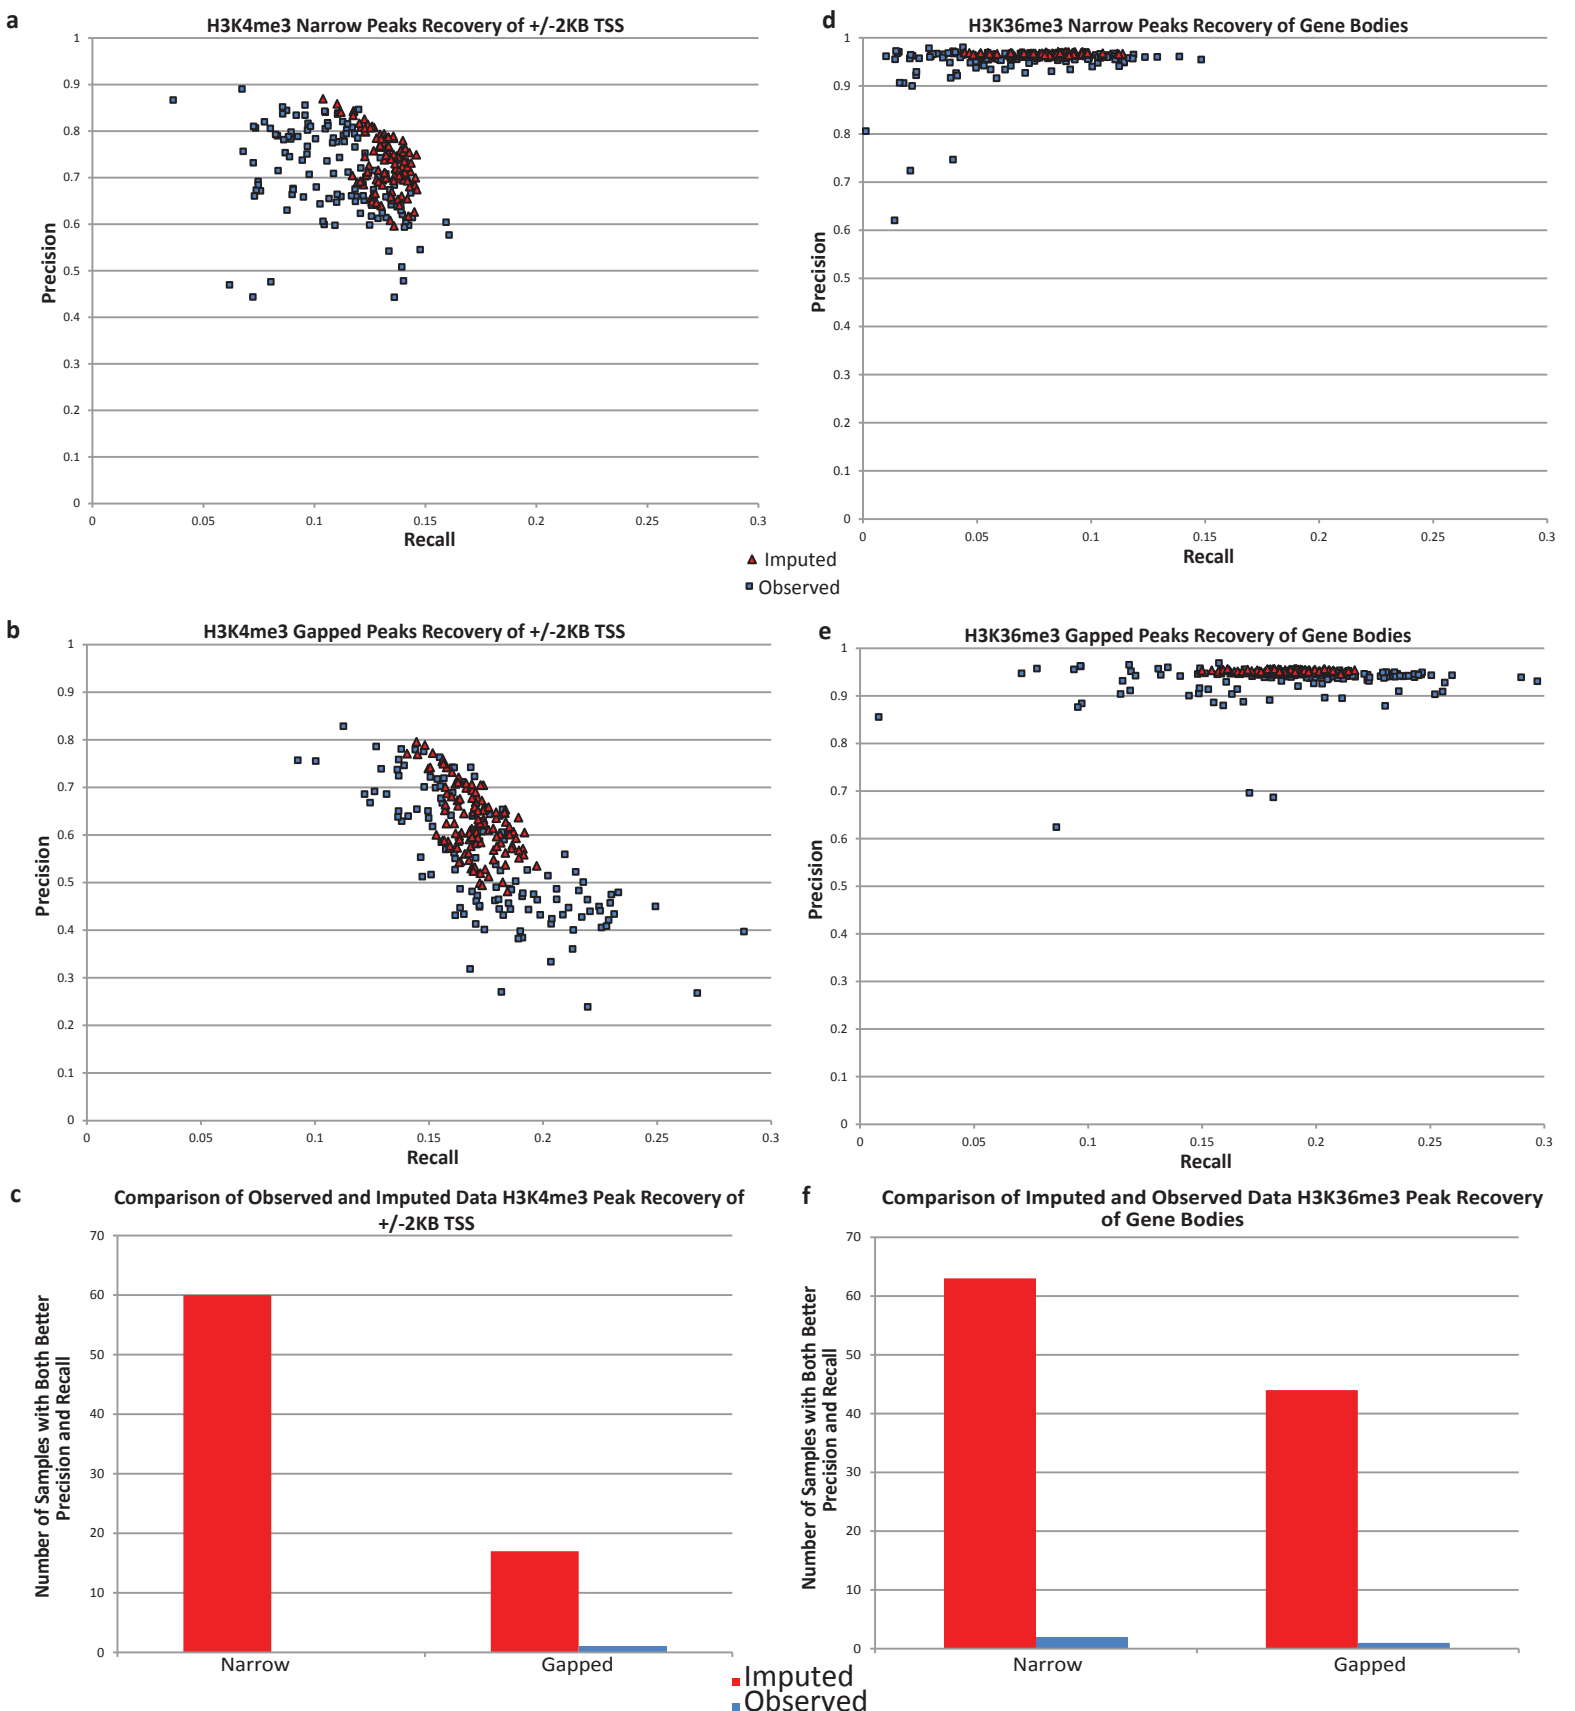 a
H3K4me3 Narrow Peaks Recovery of +/-2KB TSS
1
0.9
0.8
0.7
0.6
0.5
0.4
0.3
0.2
0.1
0
Precision
0 0.05 0.1 0.15 0.2 0.25 0.3
Recall
d
H3K36me3 Narrow Peaks Recovery of Gene Bodies
1
0.9
0.8
0.7
0.6
0.5
0.4
0.3
0.2
0.1
0
Precision
0 0.05 0.1 0.15 0.2 0.25 0.3
Recall
Imputed
Observed
b
H3K4me3 Gapped Peaks Recovery of +/-2KB TSS
1
0.9
0.8
0.7
0.6
0.5
0.4
0.3
0.2
0.1
0
Precision
0 0.05 0.1 0.15 0.2 0.25 0.3
Recall
e
H3K36me3 Gapped Peaks Recovery of Gene Bodies
1
0.9
0.8
0.7
0.6
0.5
0.4
0.3
0.2
0.1
0
Precision
0 0.05 0.1 0.15 0.2 0.25 0.3
Recall
c
Comparison of Observed and Imputed Data H3K4me3 Peak Recovery of
+/-2KB TSS
70
60
50
40
30
20
10
0
Number of Samples with Both Better
Precision and Recall
Narrow Gapped
f
Comparison of Imputed and Observed Data H3K36me3 Peak Recovery
of Gene Bodies
70
60
50
40
30
20
10
0
Number of Samples with Both Better
Precision and Recall
Narrow Gapped
Imputed
Observed